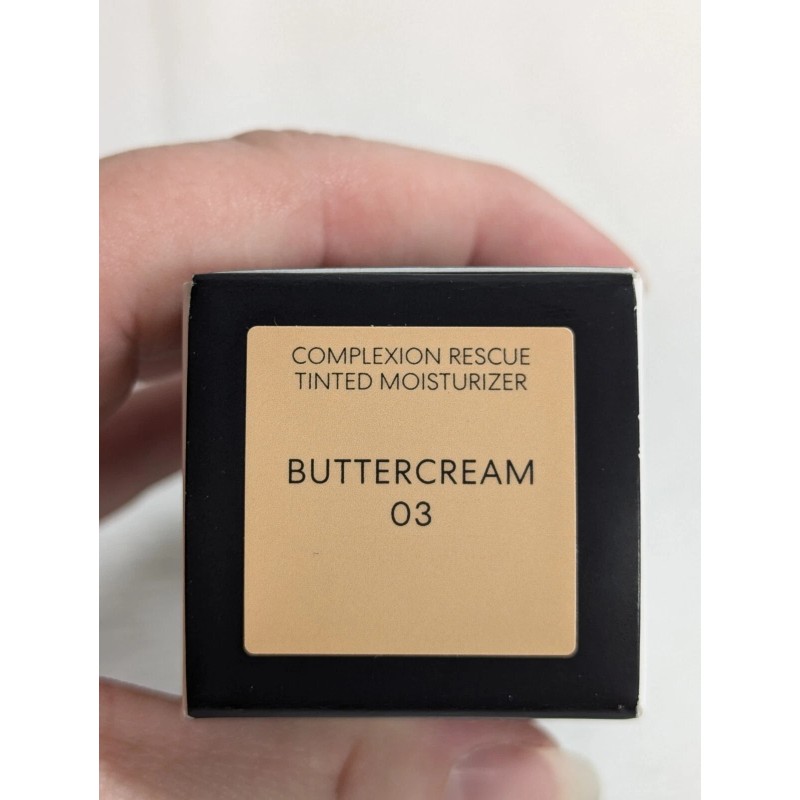 COMPLEXION RESCUE
TINTED MOISTURIZER
BUTTERCREAM
03